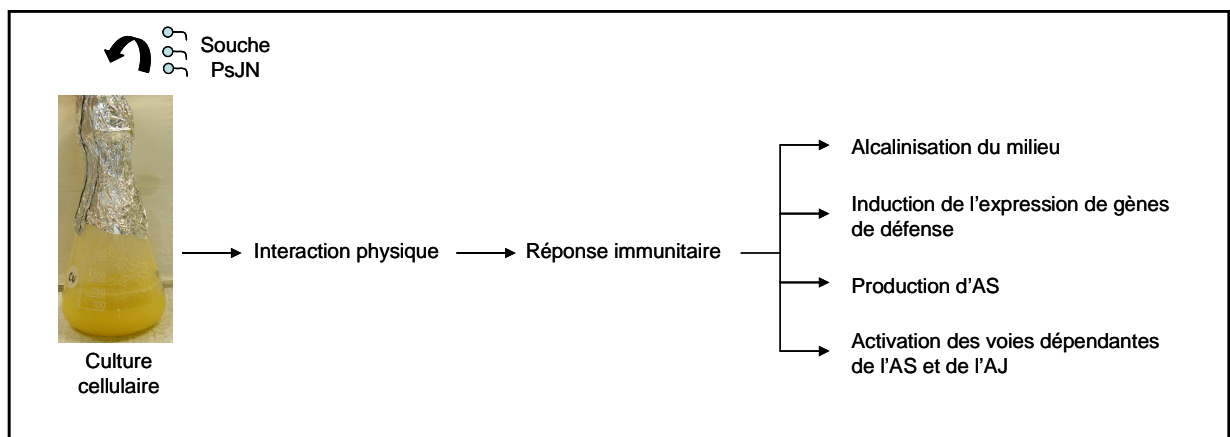 Souche
PsJN
Alcalinisation du milieu
Induction de l'expression de gènes
de défense
Interaction physique
Réponse immunitaire
Production d'AS
Activation des voies dépendantes
de l'AS et de l'AJ
Culture
cellulaire